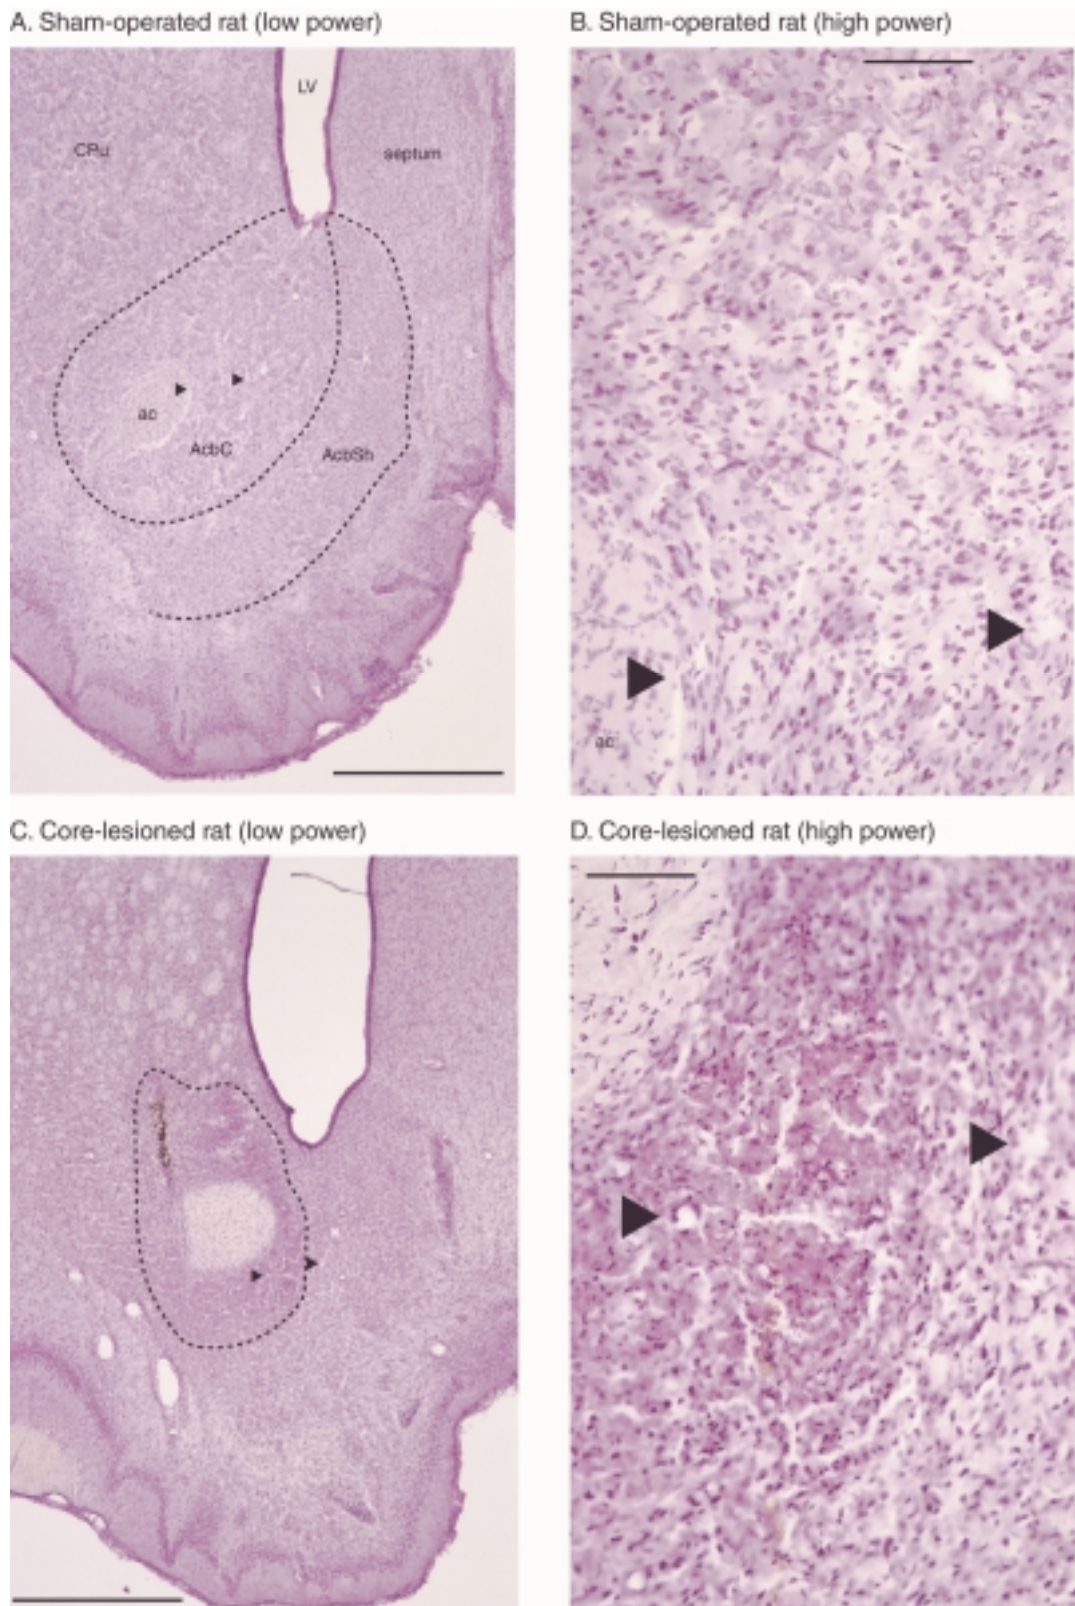 A. Sham-operated rat (low power)
B. Sham-operated rat (high power)
LV
CPu
septum
ac
AcbC
AcbSh
ac
C. Core-lesioned rat (low power)
D. Core-lesioned rat (high power)